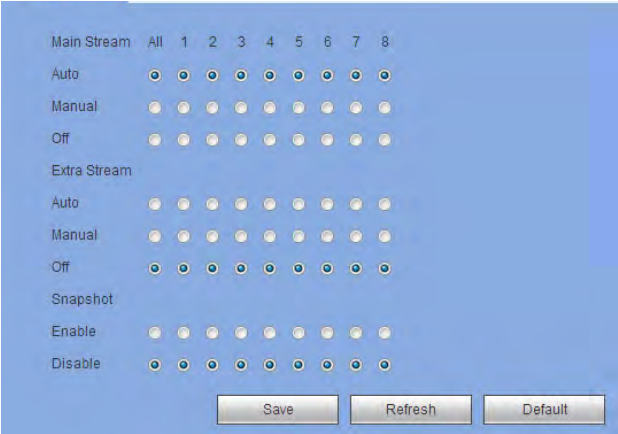 Main Stream All 1 2 3 4 5 6 7 8
Auto
Manual
Off
Extra Stream
Auto
Manual
Off
Snapshot
Enable
Disable
Save Refresh Default